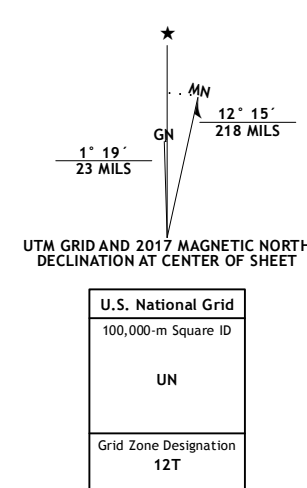 ★
MN
GN
12° 15´
218 MILS
1° 19´
23 MILS
UTM GRID AND 2017 MAGNETIC NORTH
DECLINATION AT CENTER OF SHEET
U.S. National Grid
100,000-m Square ID
UN
Grid Zone Designation
12T